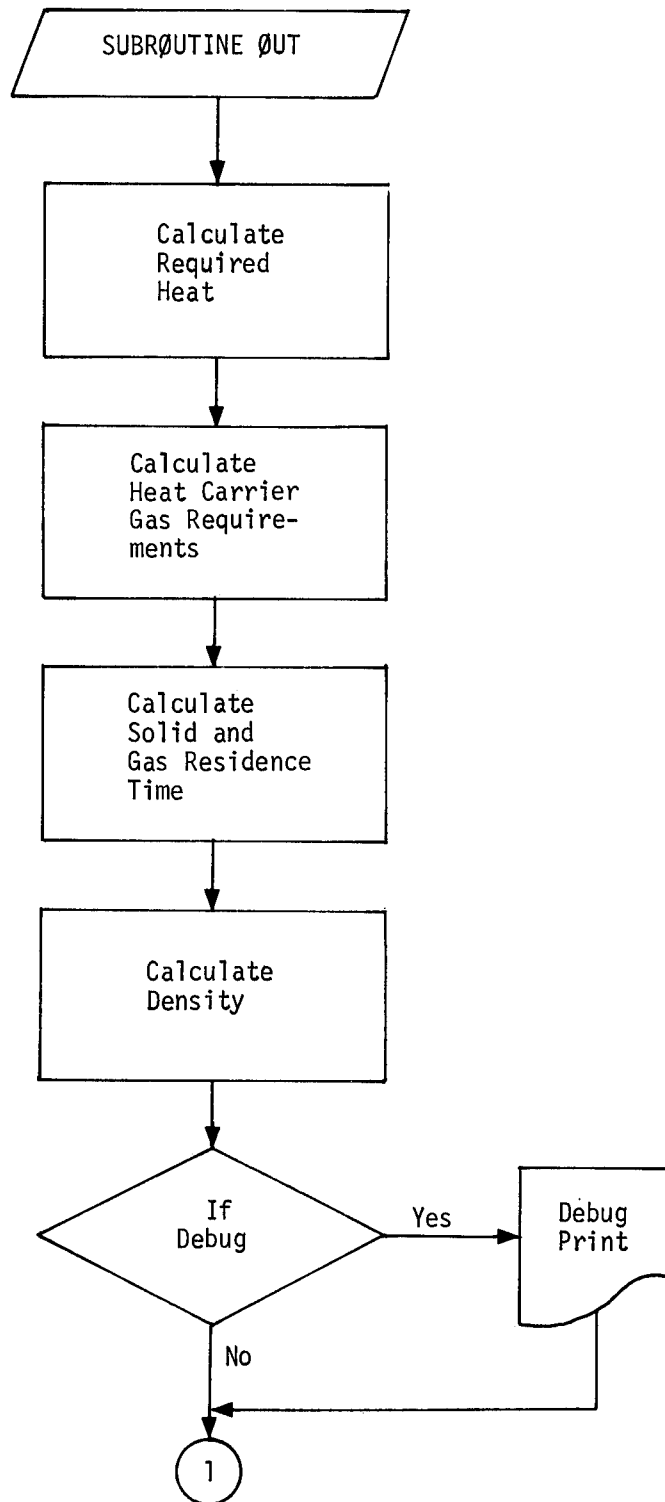 SUBRØUTINE ØUT
Calculate
Required
Heat
Calculate
Heat Carrier
Gas Require-
ments
Calculate
Solid and
Gas Residence
Time
Calculate
Density
If
Debug
Yes
Debug
Print
No
1